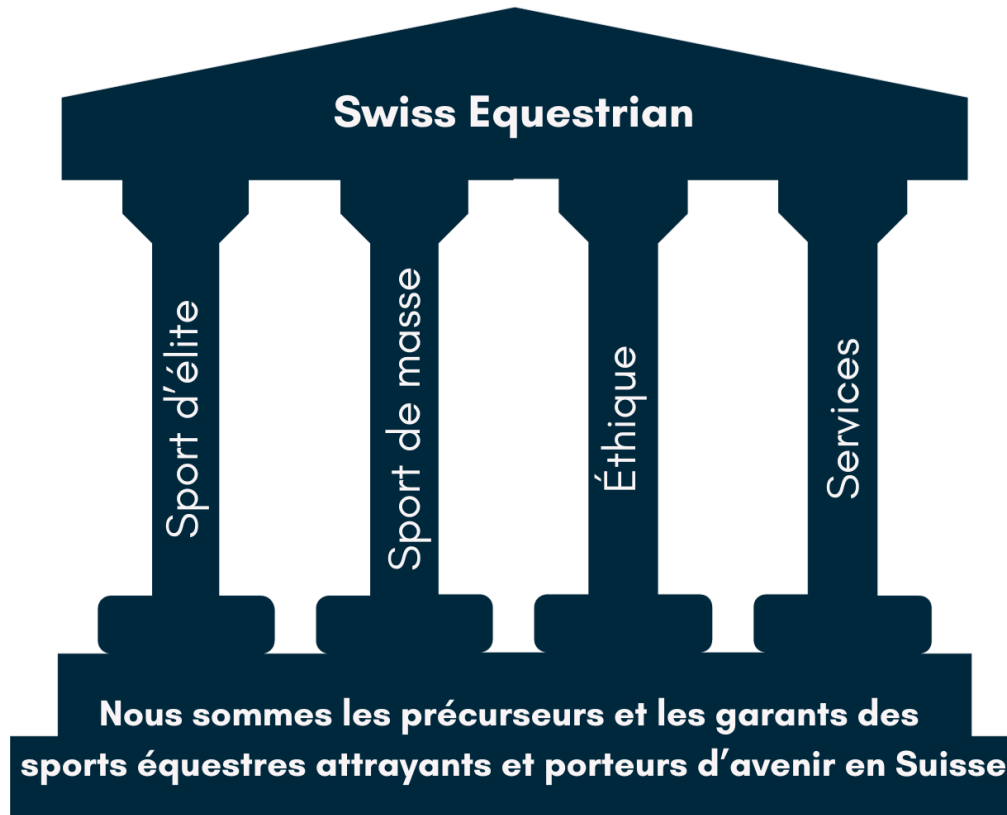 Swiss Equestrian
Sport d’élite
Sport de masse
Éthique
Services
Nous sommes les précurseurs et les garants des
sports équestres attrayants et porteurs d’avenir en Suisse